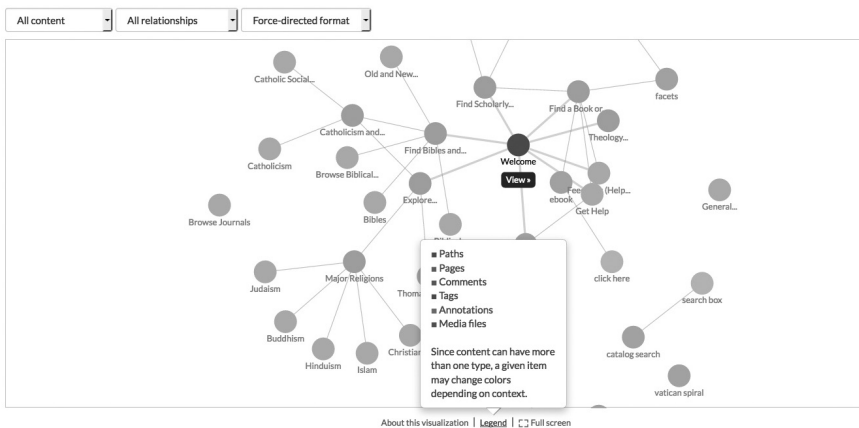 All content
All relationships
Force-directed format
Catholic Social...
Old and New...
Find Scholarly...
Find a Book or
facets
Catholicism and...
Theology...
Find Bibles and...
Welcome
Catholicism
Browse Biblical...
View »
Fee
(Help...
ebook
Explore...
Get Help
General...
Bibles
Browse Journals
Paths
Pages
Comments
Tags
Annotations
Media files
Since content can have more
than one type, a given item
may change colors
depending on context.
Major Religions
click here
Judaism
Thoma
search box
Buddhism
Christian
catalog search
Hinduism
Islam
vatican spiral
About this visualization | Legend | Full screen